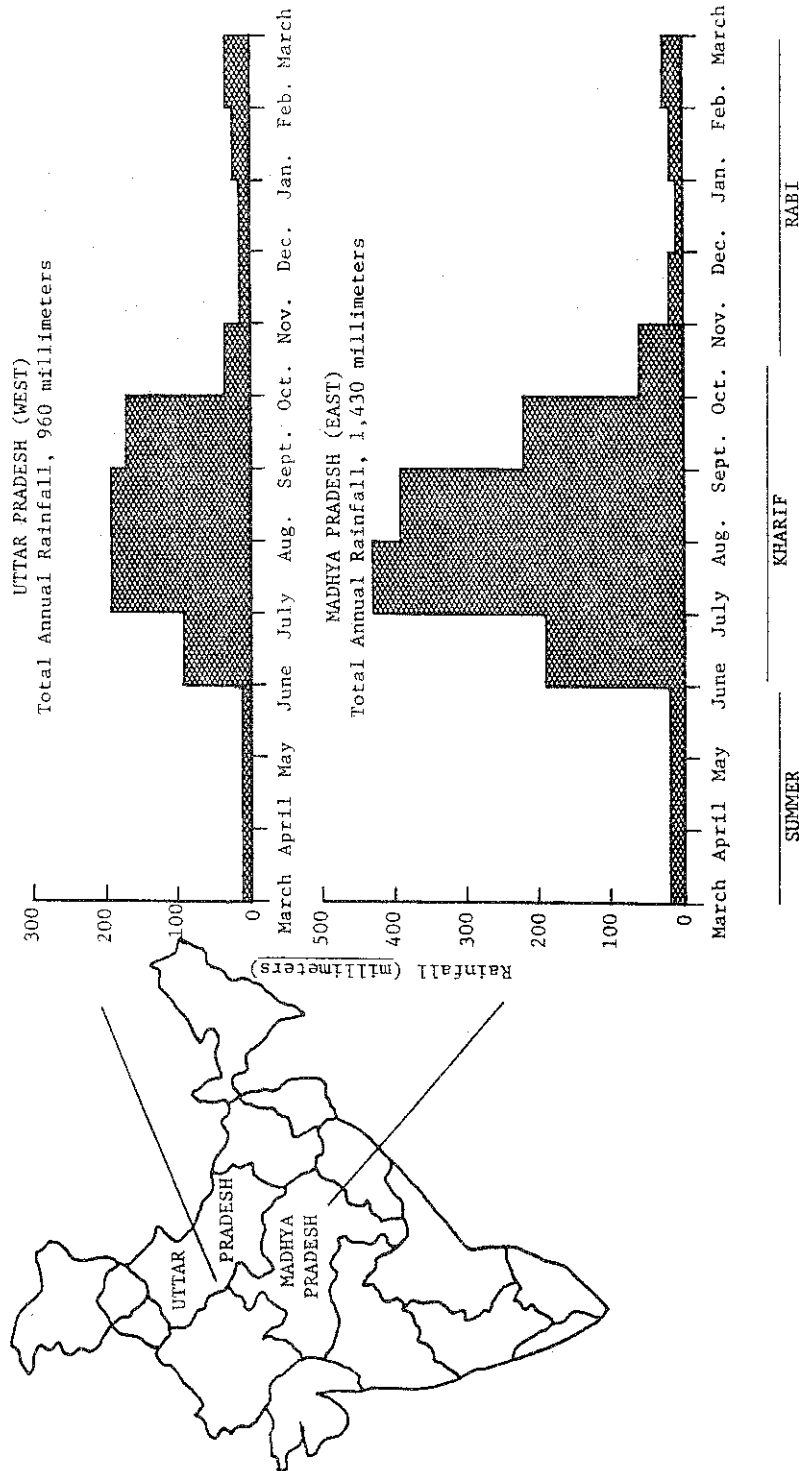 UTTAR
PRADESH
MADHYA
PRADESH
Rainfall (millimeters)
UTTAR PRADESH (WEST)
Total Annual Rainfall, 960 millimeters
300
200
100
0
March April May June July Aug. Sept. Oct. Nov. Dec. Jan. Feb. March
MADHYA PRADESH (EAST)
Total Annual Rainfall, 1,430 millimeters
500
400
300
200
100
0
March April May June July Aug. Sept. Oct. Nov. Dec. Jan. Feb. March
SUMMER
KHARIF
RABI